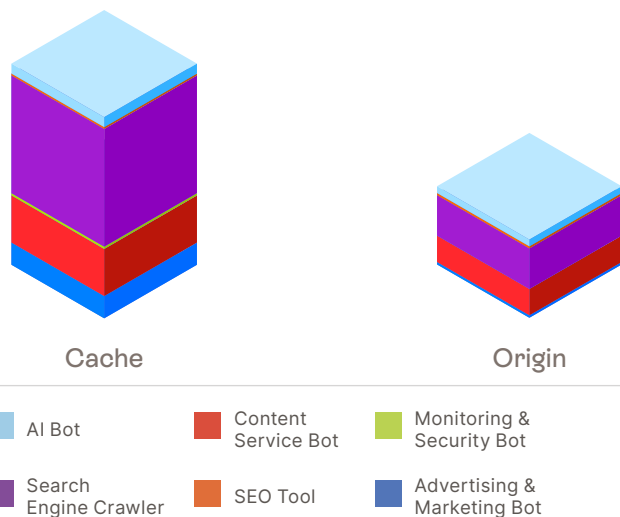 Cache
Origin
AI Bot
Content
Service Bot
Monitoring &
Security Bot
Search
Engine Crawler
SEO Tool
Advertising &
Marketing Bot